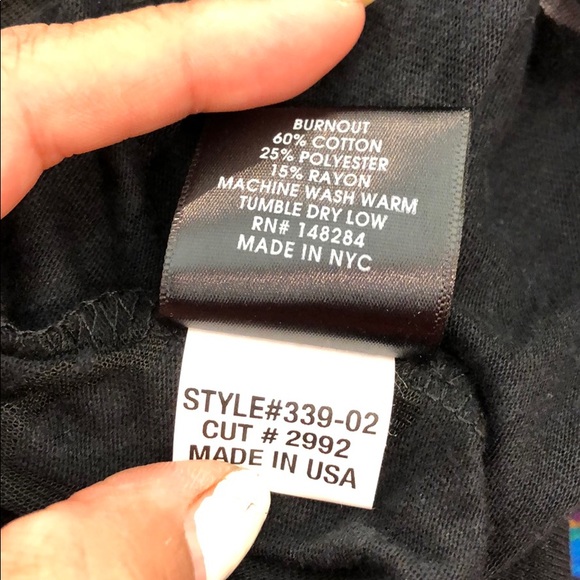 BURNOUT
60% COTTON
25% POLYESTER
15% RAYON
MACHINE WASH WARM
TUMBLE DRY LOW
RN# 148284
MADE IN NYC
STYLE#339-02
CUT # 2992
MADE IN USA